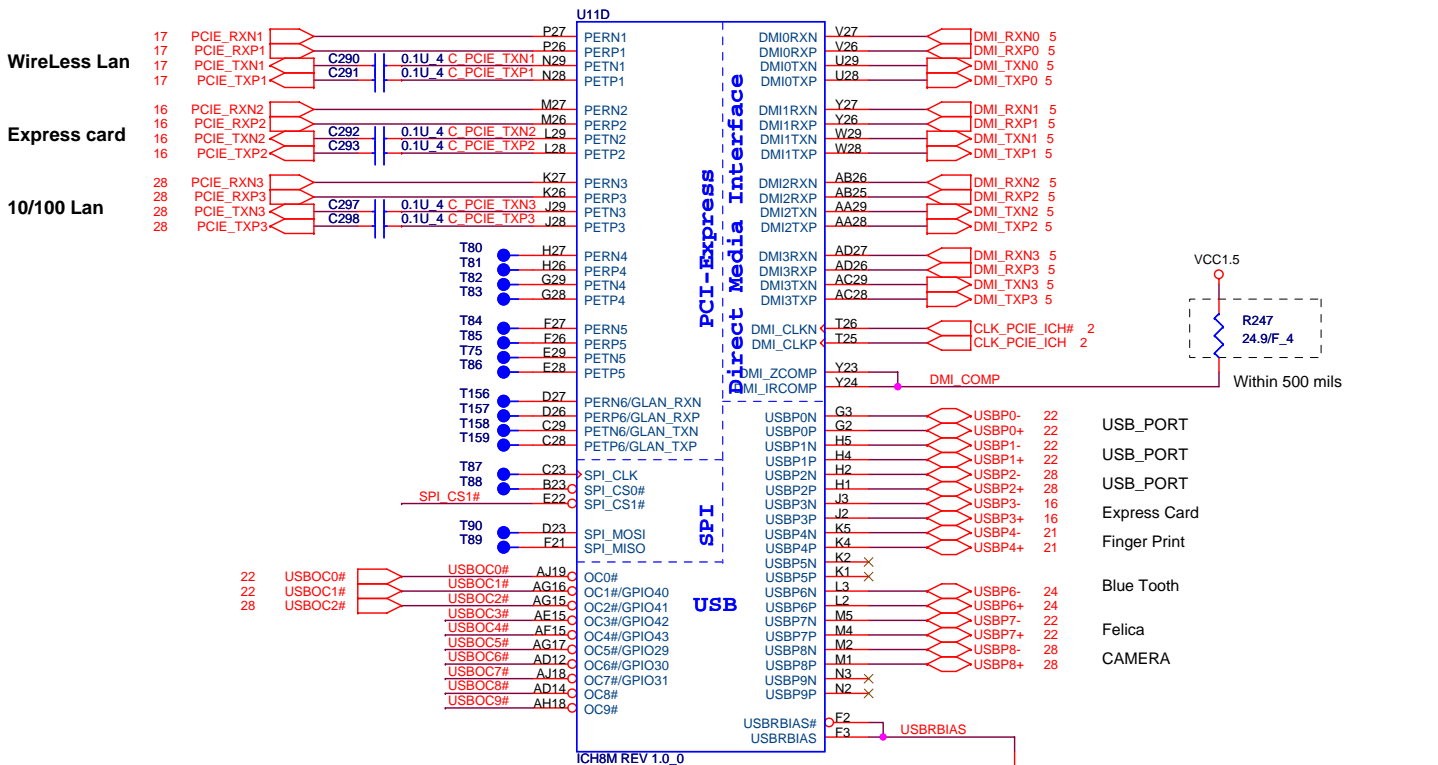 U11D
WireLess Lan
17 PCIE_RXN1 P27 PERN1
17 PCIE_RXP1 P26 PERP1
17 PCIE_TXN1 C290 0.1U_4 C_PCIE_TXN1 N29 PETN1
17 PCIE_TXP1 C291 0.1U_4 C_PCIE_TXP1 N28 PETP1
Express card
16 PCIE_RXN2 M27 PERN2
16 PCIE_RXP2 M26 PERP2
16 PCIE_TXN2 C292 0.1U_4 C_PCIE_TXN2 L29 PETN2
16 PCIE_TXP2 C293 0.1U_4 C_PCIE_TXP2 L28 PETP2
10/100 Lan
28 PCIE_RXN3 K27 PERN3
28 PCIE_RXP3 K26 PERP3
28 PCIE_TXN3 C297 0.1U_4 C_PCIE_TXN3 J29 PETN3
28 PCIE_TXP3 C298 0.1U_4 C_PCIE_TXP3 J28 PETP3
T80 H27 PERN4
T81 H26 PERP4
T82 G29 PETN4
T83 G28 PETP4
T84 F27 PERN5
T85 F26 PERP5
T75 E29 PETN5
T86 E28 PETP5
T156 D27 PERN6/GLAN_RXN
T157 D26 PERP6/GLAN_RXP
T158 C29 PETN6/GLAN_TXN
T159 C28 PETP6/GLAN_TXP
T87 C23 SPI_CLK
T88 B23 SPI_CS0#
SPI_CS1# E22 SPI_CS1#
T90 D23 SPI_MOSI
T89 F21 SPI_MISO
22 USBOC0# USBOC0# AJ19 OC0#
22 USBOC1# USBOC1# AG16 OC1#/GPIO40
28 USBOC2# USBOC2# AG15 OC2#/GPIO41
USBOC3# AE15 OC3#/GPIO42
USBOC4# AF15 OC4#/GPIO43
USBOC5# AG17 OC5#/GPIO29
USBOC6# AD12 OC6#/GPIO30
USBOC7# AJ18 OC7#/GPIO31
USBOC8# AD14 OC8#
USBOC9# AH18 OC9#
PCI-Express
Direct Media Interface
SPI
USB
DMI0RXN V27 DMI_RXN0 5
DMI0RXP V26 DMI_RXP0 5
DMI0TXN U29 DMI_TXN0 5
DMI0TXP U28 DMI_TXP0 5
DMI1RXN Y27 DMI_RXN1 5
DMI1RXP Y26 DMI_RXP1 5
DMI1TXN W29 DMI_TXN1 5
DMI1TXP W28 DMI_TXP1 5
DMI2RXN AB26 DMI_RXN2 5
DMI2RXP AB25 DMI_RXP2 5
DMI2TXN AA29 DMI_TXN2 5
DMI2TXP AA28 DMI_TXP2 5
DMI3RXN AD27 DMI_RXN3 5
DMI3RXP AD26 DMI_RXP3 5
DMI3TXN AC29 DMI_TXN3 5
DMI3TXP AC28 DMI_TXP3 5
DMI_CLKN T26 CLK_PCIE_ICH# 2
DMI_CLKP T25 CLK_PCIE_ICH 2
DMI_ZCOMP Y23
DMI_IRCOMP Y24 DMI_COMP
VCC1.5
R247
24.9/F_4
Within 500 mils
USBP0N G3 USBP0- 22
USBP0P G2 USBP0+ 22 USB_PORT
USBP1N H5 USBP1- 22
USBP1P H4 USBP1+ 22 USB_PORT
USBP2N H2 USBP2- 28
USBP2P H1 USBP2+ 28 USB_PORT
USBP3N J3 USBP3- 16
USBP3P J2 USBP3+ 16 Express Card
USBP4N K5 USBP4- 21
USBP4P K4 USBP4+ 21 Finger Print
USBP5N K2
USBP5P K1
Blue Tooth
USBP6N L3 USBP6- 24
USBP6P L2 USBP6+ 24
USBP7N M5 USBP7- 22
USBP7P M4 USBP7+ 22 Felica
USBP8N M2 USBP8- 28
USBP8P M1 USBP8+ 28 CAMERA
USBP9N N3
USBP9P N2
USBRBIAS# F2
USBRBIAS F3 USBRBIAS
ICH8M REV 1.0_0